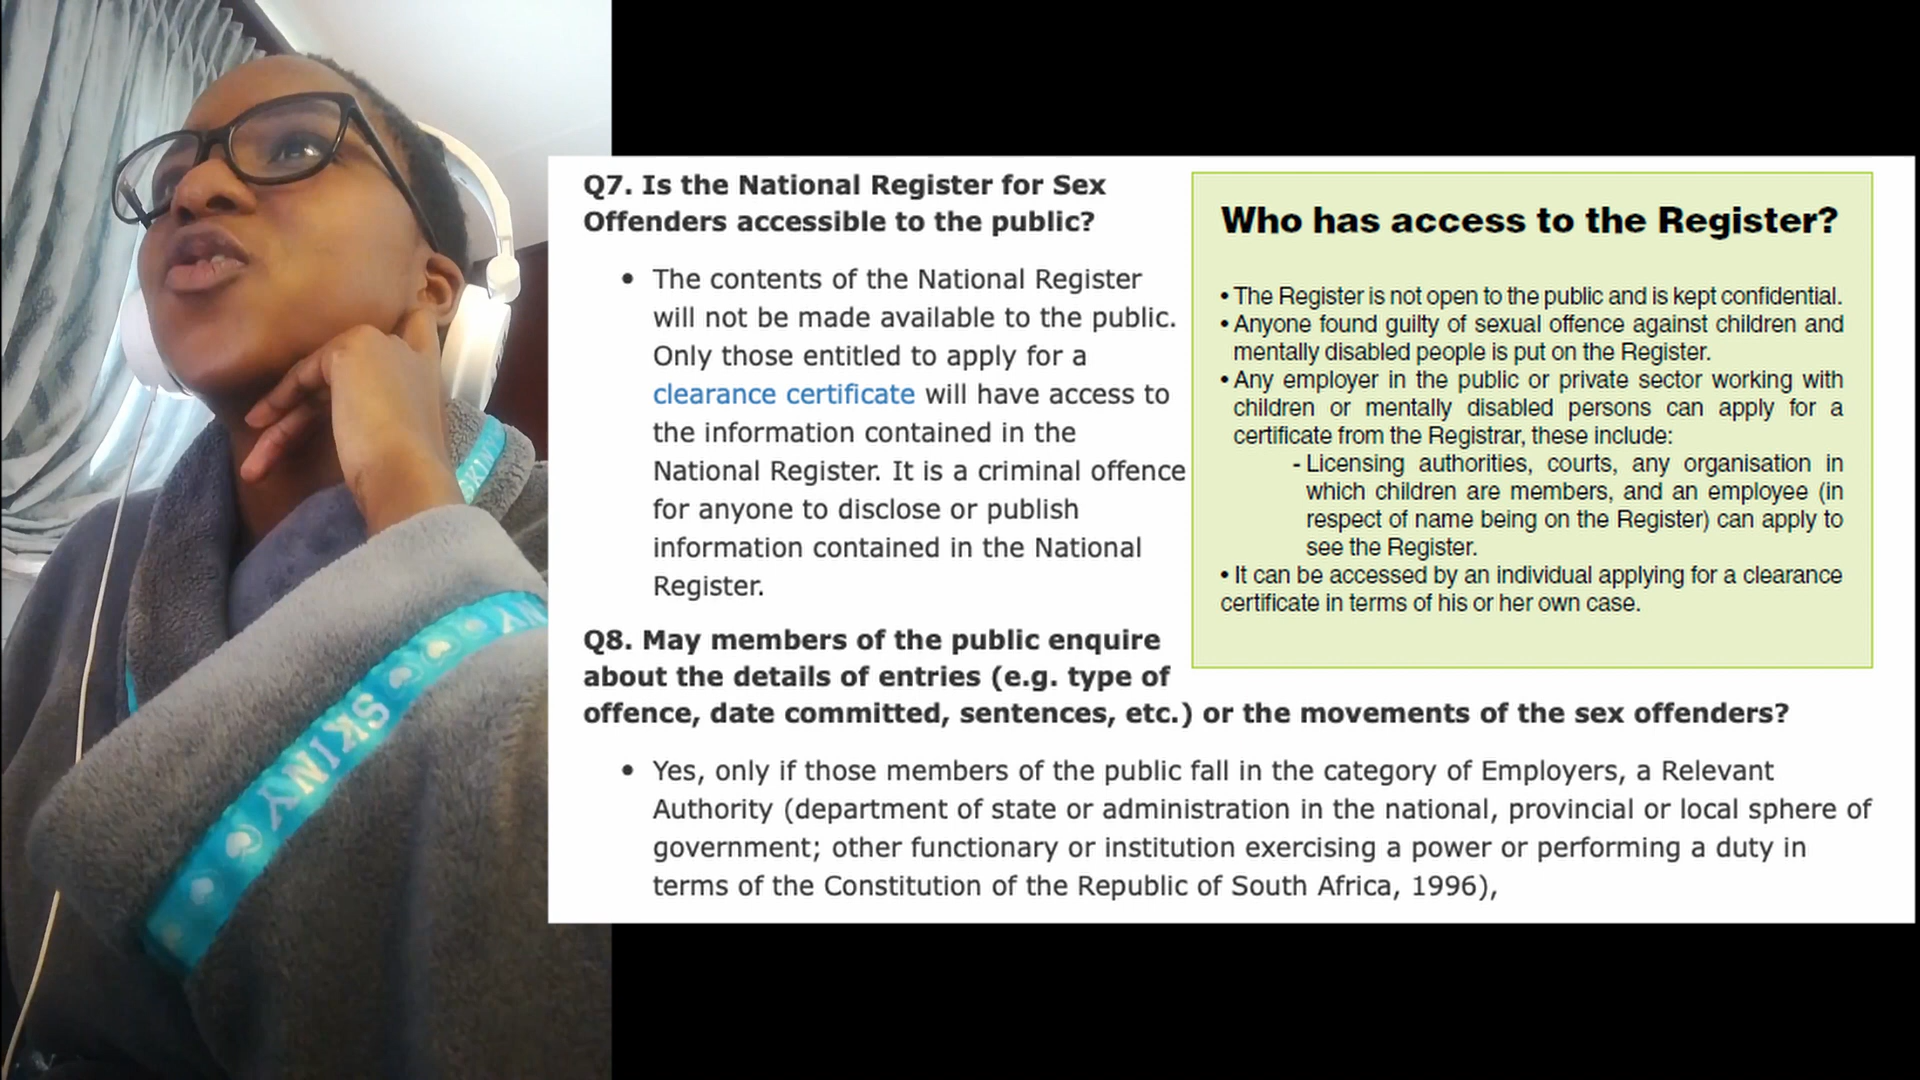 Q7. Is the National Register for Sex
Offenders accessible to the public?
• The contents of the National Register
will not be made available to the public.
Only those entitled to apply for a
clearance certificate will have access to
the information contained in the
National Register. It is a criminal offence
for anyone to disclose or publish
information contained in the National
Register.
Q8. May members of the public enquire
about the details of entries (e.g. type of
offence, date committed, sentences, etc.) or the movements of the sex offenders?
• Yes, only if those members of the public fall in the category of Employers, a Relevant
Authority (department of state or administration in the national, provincial or local sphere of
government; other functionary or institution exercising a power or performing a duty in
terms of the Constitution of the Republic of South Africa, 1996),
Who has access to the Register?
• The Register is not open to the public and is kept confidential.
• Anyone found guilty of sexual offence against children and
mentally disabled people is put on the Register.
• Any employer in the public or private sector working with
children or mentally disabled persons can apply for a
certificate from the Registrar, these include:
- Licensing authorities, courts, any organisation in
which children are members, and an employee (in
respect of name being on the Register) can apply to
see the Register.
• It can be accessed by an individual applying for a clearance
certificate in terms of his or her own case.
SKINY
SKINY